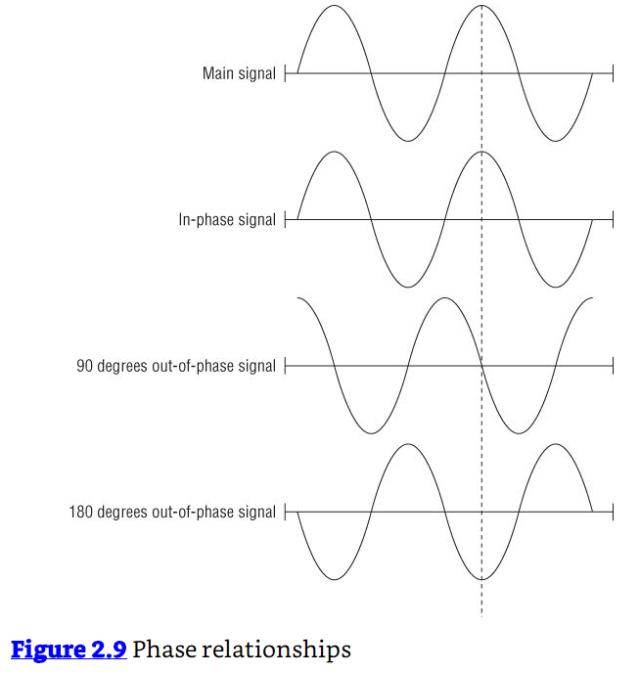 Main signal
In-phase signal
90 degrees out-of-phase signal
180 degrees out-of-phase signal
Figure 2.9 Phase relationships